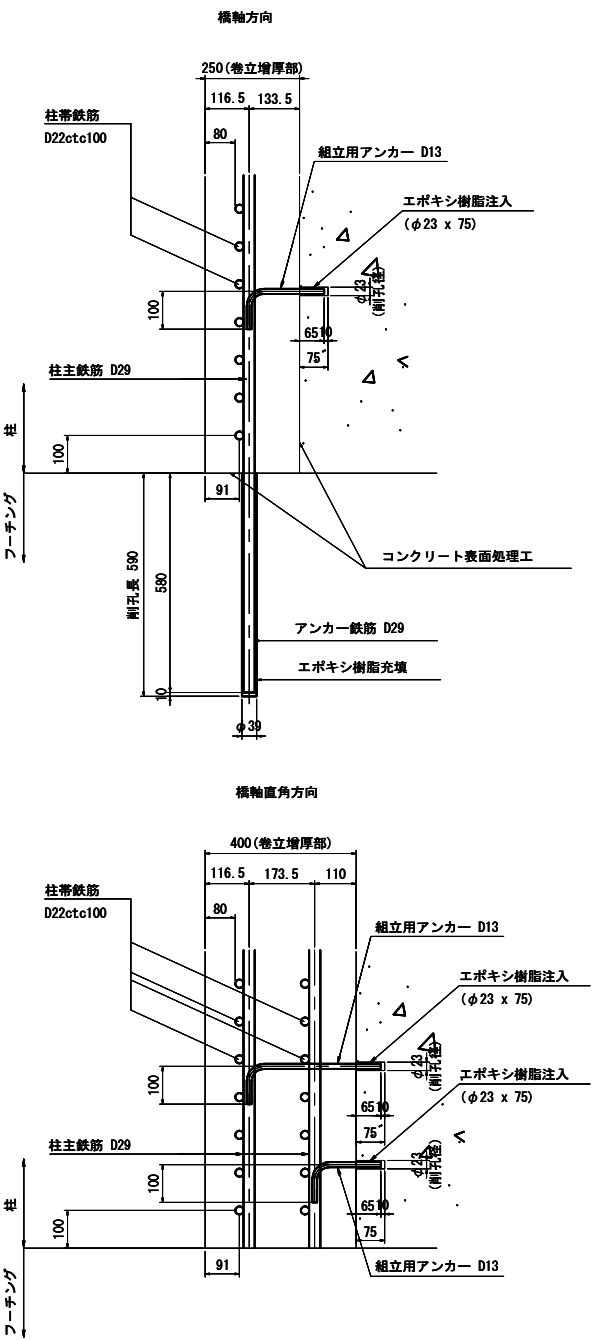 橋軸方向
250(巻立増厚部)
116.5 133.5
80
柱帯鉄筋
D22ctc100
組立用アンカー D13
エポキシ樹脂注入
(φ23 x 75)
φ23
(削孔径)
100
65 10
75
柱主鉄筋 D29
柱
100
フーチング
91
コンクリート表面処理工
削孔長 590
580
アンカー鉄筋 D29
エポキシ樹脂充填
10
φ39
橋軸直角方向
400(巻立増厚部)
116.5 173.5 110
柱帯鉄筋
D22ctc100
80
組立用アンカー D13
エポキシ樹脂注入
(φ23 x 75)
φ23
(削孔径)
エポキシ樹脂注入
(φ23 x 75)
100
65 10
75
柱主鉄筋 D29
φ23
(削孔径)
100
柱
100
65 10
75
91
組立用アンカー D13
フーチング